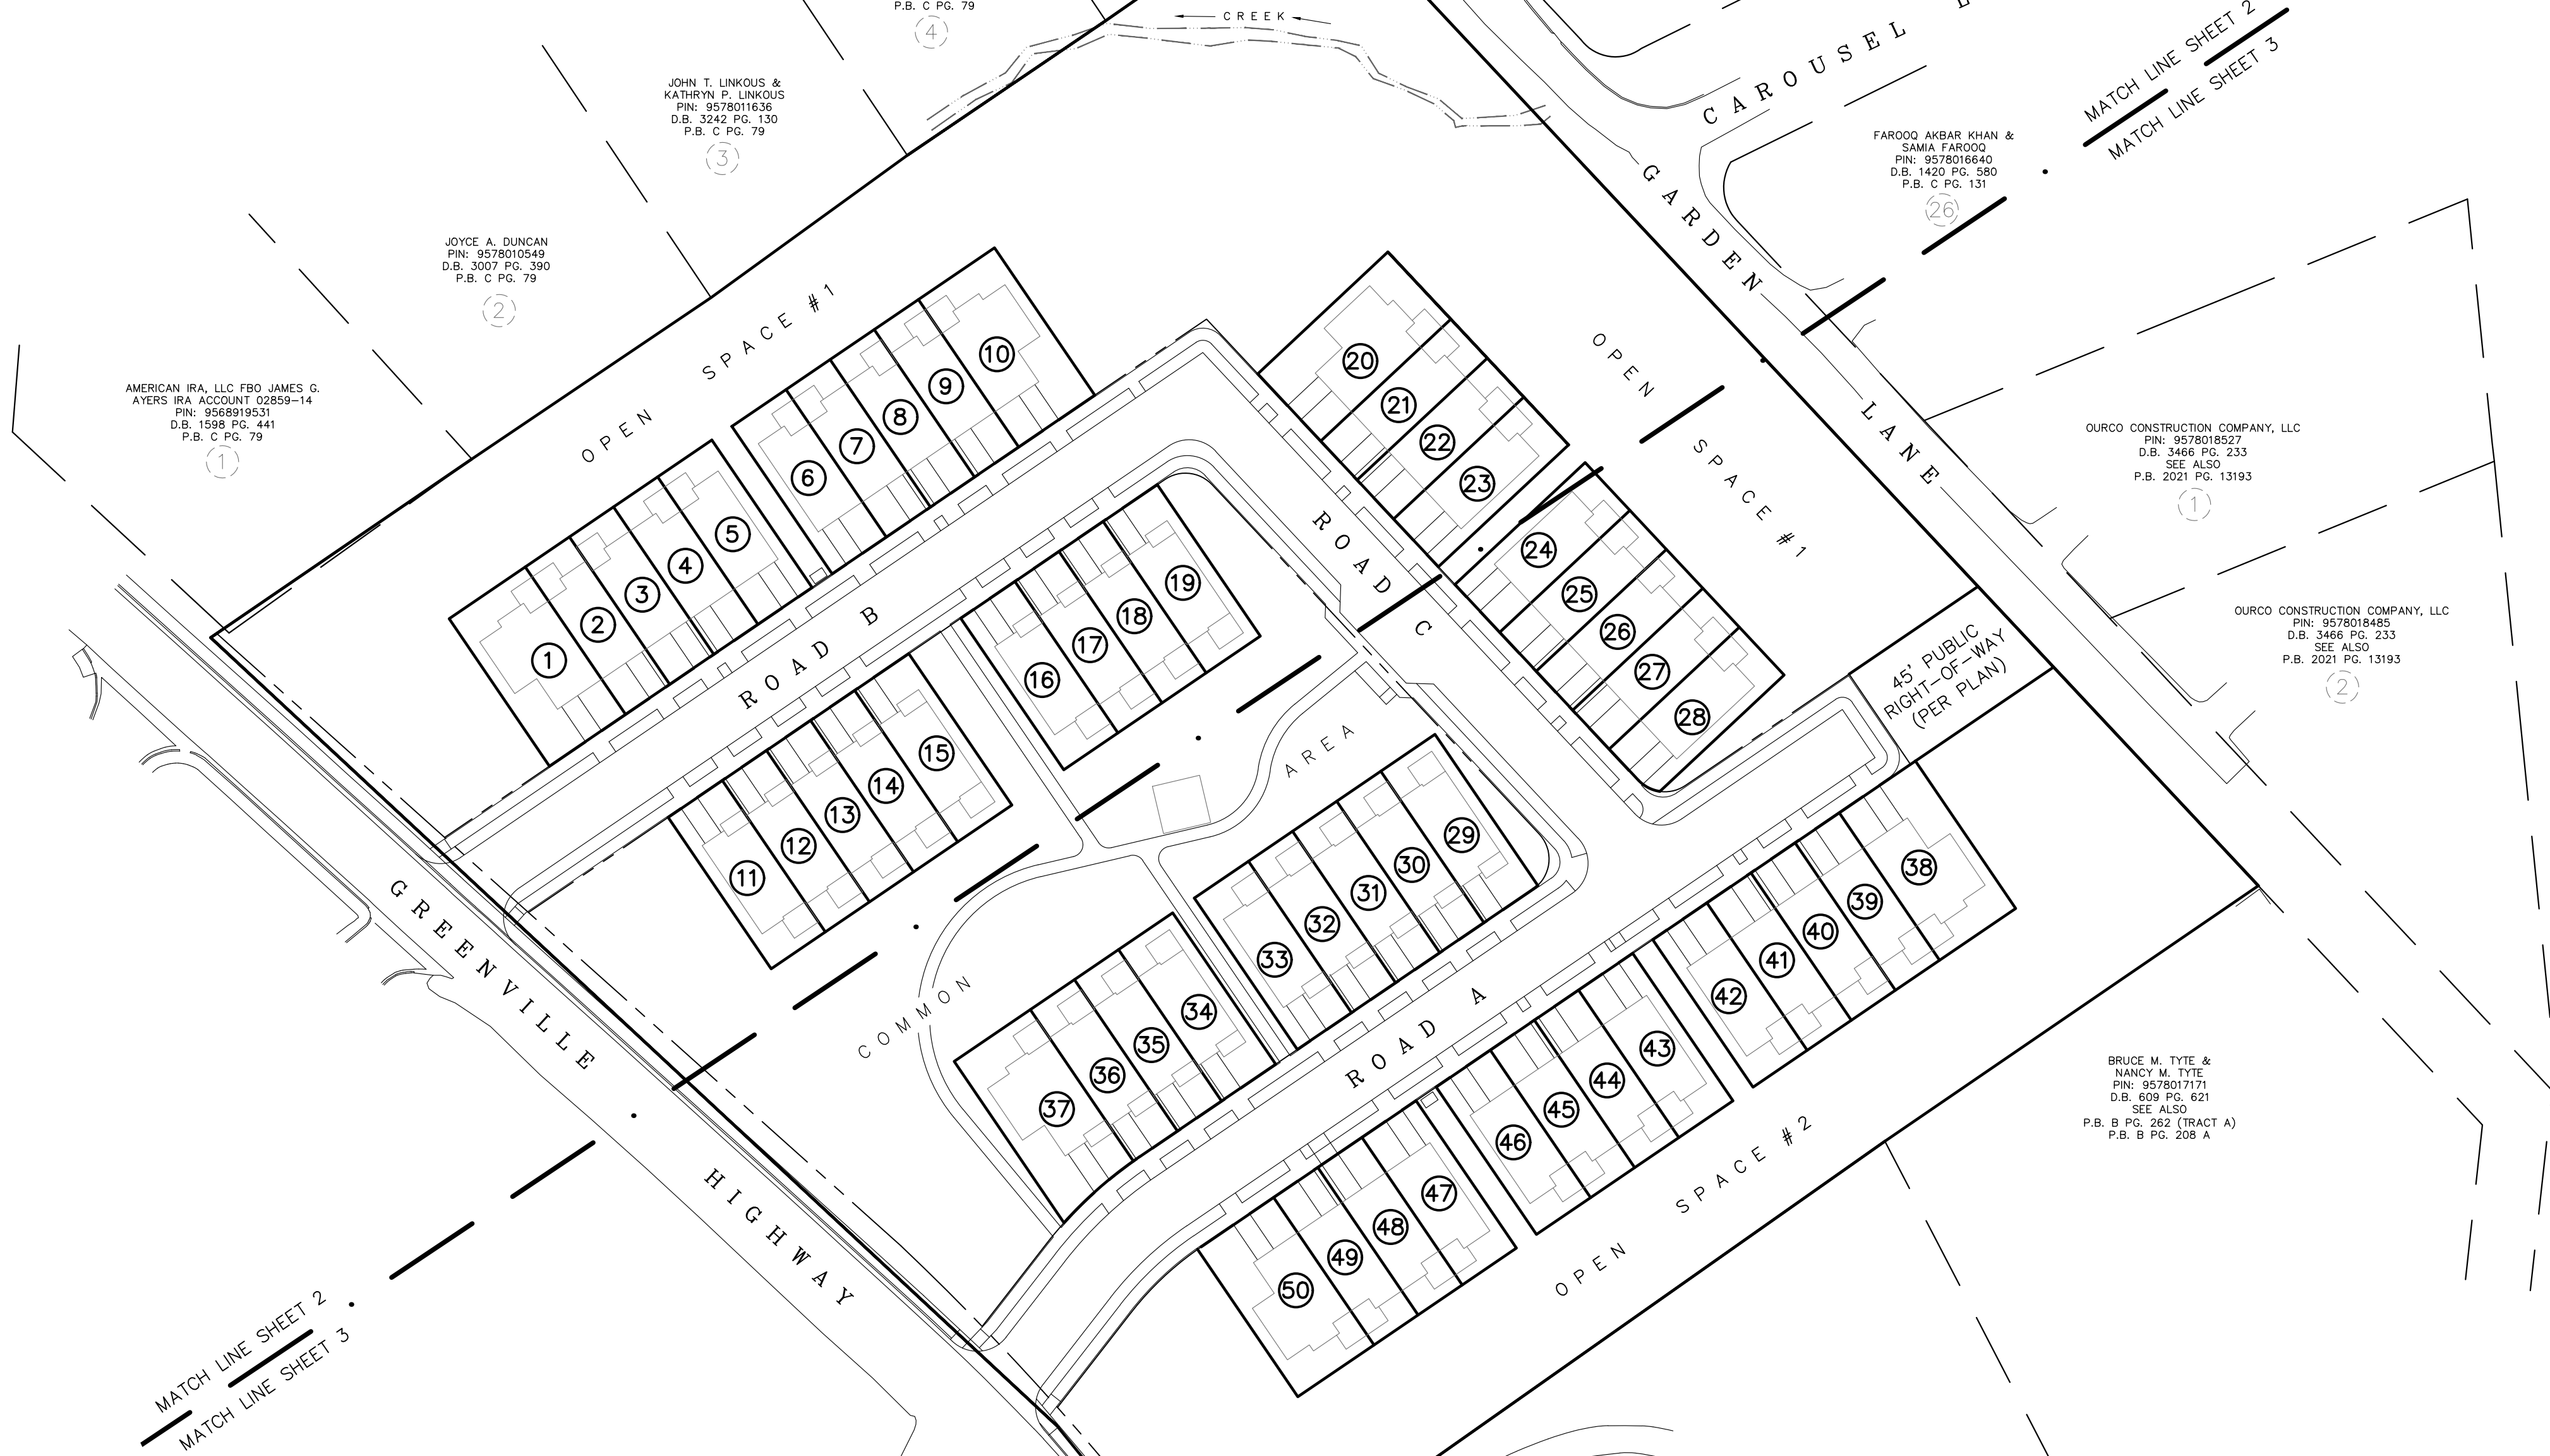 P.B. C PG. 79
4
CREEK
CAROUSEL
MATCH LINE SHEET 2
MATCH LINE SHEET 3
JOHN T. LINKOUS &
KATHRYN P. LINKOUS
PIN: 9578011636
D.B. 3242 PG. 130
P.B. C PG. 79
3
FAROOQ AKBAR KHAN &
SAMIA FAROOQ
PIN: 9578016640
D.B. 1420 PG. 580
P.B. C PG. 131
26
JOYCE A. DUNCAN
PIN: 9578010549
D.B. 3007 PG. 390
P.B. C PG. 79
2
AMERICAN IRA, LLC FBO JAMES G.
AYERS IRA ACCOUNT 02859-14
PIN: 9568919531
D.B. 1598 PG. 441
P.B. C PG. 79
1
GARDEN LANE
OPEN SPACE #1
OPEN SPACE #1
OURCO CONSTRUCTION COMPANY, LLC
PIN: 9578018527
D.B. 3466 PG. 233
SEE ALSO
P.B. 2021 PG. 13193
1
OURCO CONSTRUCTION COMPANY, LLC
PIN: 9578018485
D.B. 3466 PG. 233
SEE ALSO
P.B. 2021 PG. 13193
2
45' PUBLIC
RIGHT-OF-WAY
(PER PLAN)
1
2
3
4
5
6
7
8
9
10
ROAD B
11
12
13
14
15
16
17
18
19
20
21
22
23
24
25
26
27
28
ROAD C
COMMON AREA
29
30
31
32
33
34
35
36
37
ROAD A
38
39
40
41
42
43
44
45
46
47
48
49
50
GREENVILLE HIGHWAY
OPEN SPACE #2
BRUCE M. TYTE &
NANCY M. TYTE
PIN: 9578017171
D.B. 609 PG. 621
SEE ALSO
P.B. B PG. 262 (TRACT A)
P.B. B PG. 208 A
MATCH LINE SHEET 2
MATCH LINE SHEET 3